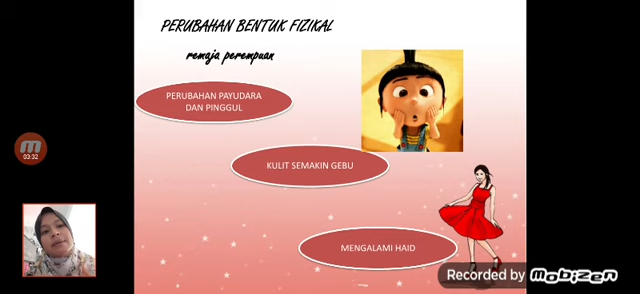 PERUBAHAN BENTUK FIZIKAL
remaja perempuan
PERUBAHAN PAYUDARA
DAN PINGGUL
KULIT SEMAKIN GEBU
MENGALAMI HAID
03:32
Recorded by mobizen